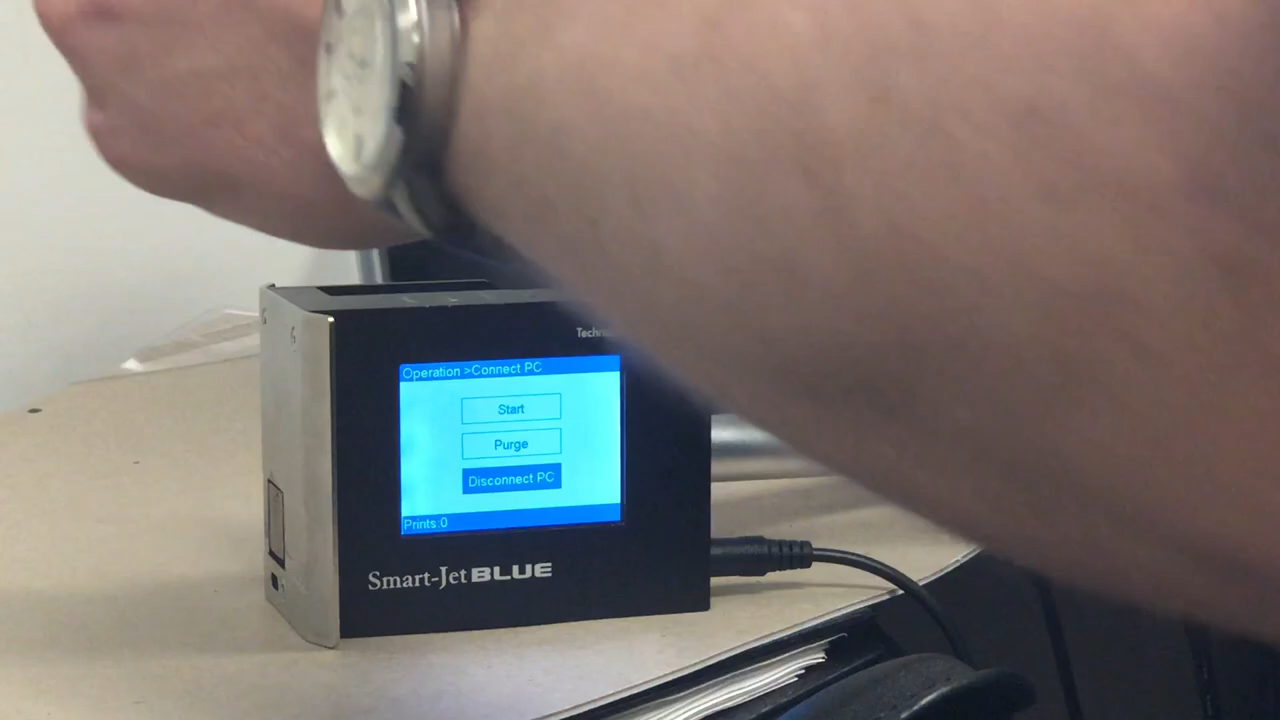 Operation >Connect PC
Start
Purge
Disconnect PC
Prints:0
Smart-Jet BLUE